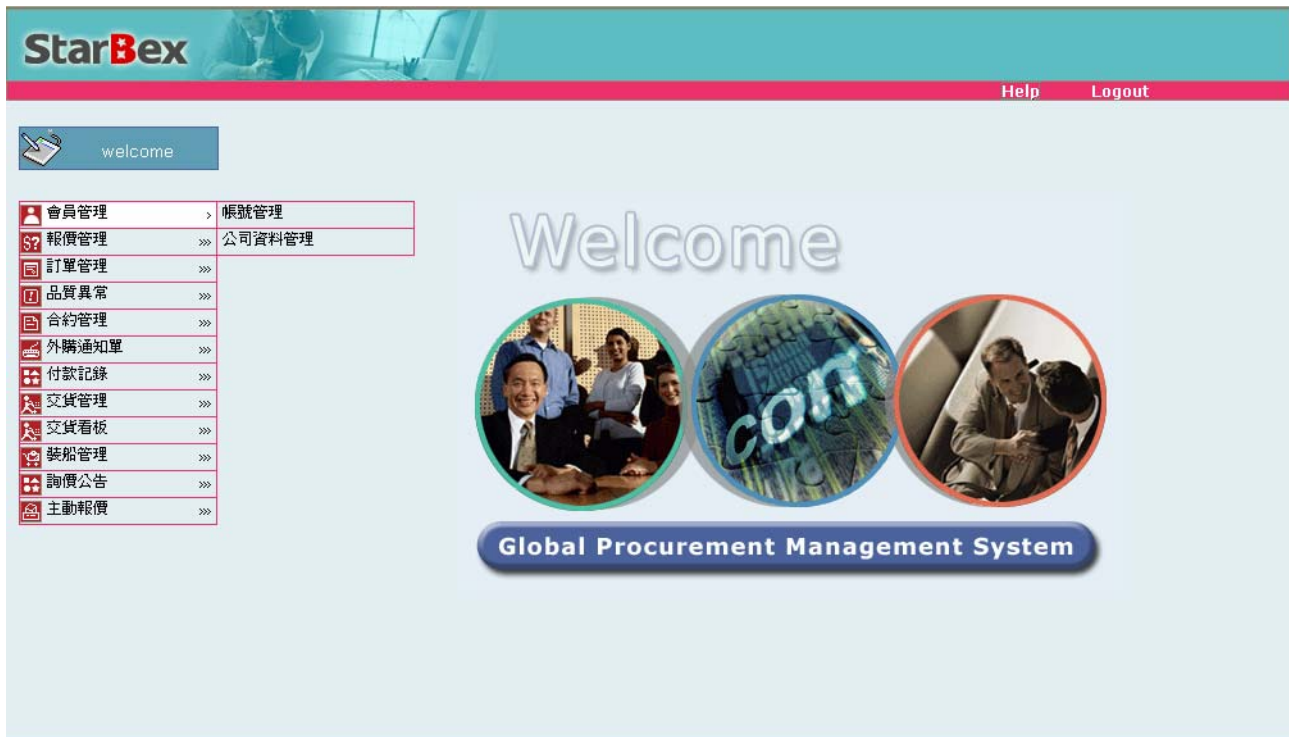 StarBex
Help Logout
welcome
會員管理 › 帳號管理
報價管理 »› 公司資料管理
訂單管理 »›
品質異常 »›
合約管理 »›
外購通知單 »›
付款記錄 »›
交貨管理 »›
交貨看板 »›
裝船管理 »›
詢價公告 »›
主動報價 »›
Welcome
com
Global Procurement Management System